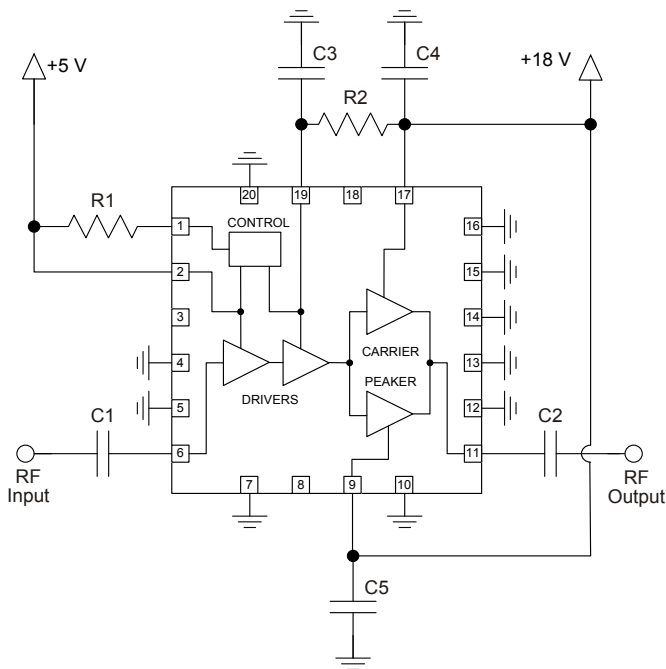 C3
C4
+5 V
+18 V
R2
R1
20
19
18
17
1
CONTROL
16
2
15
3
14
4
CARRIER
13
PEAKER
DRIVERS
5
12
C1
C2
6
11
RF
Input
RF
Output
7
8
9
10
C5